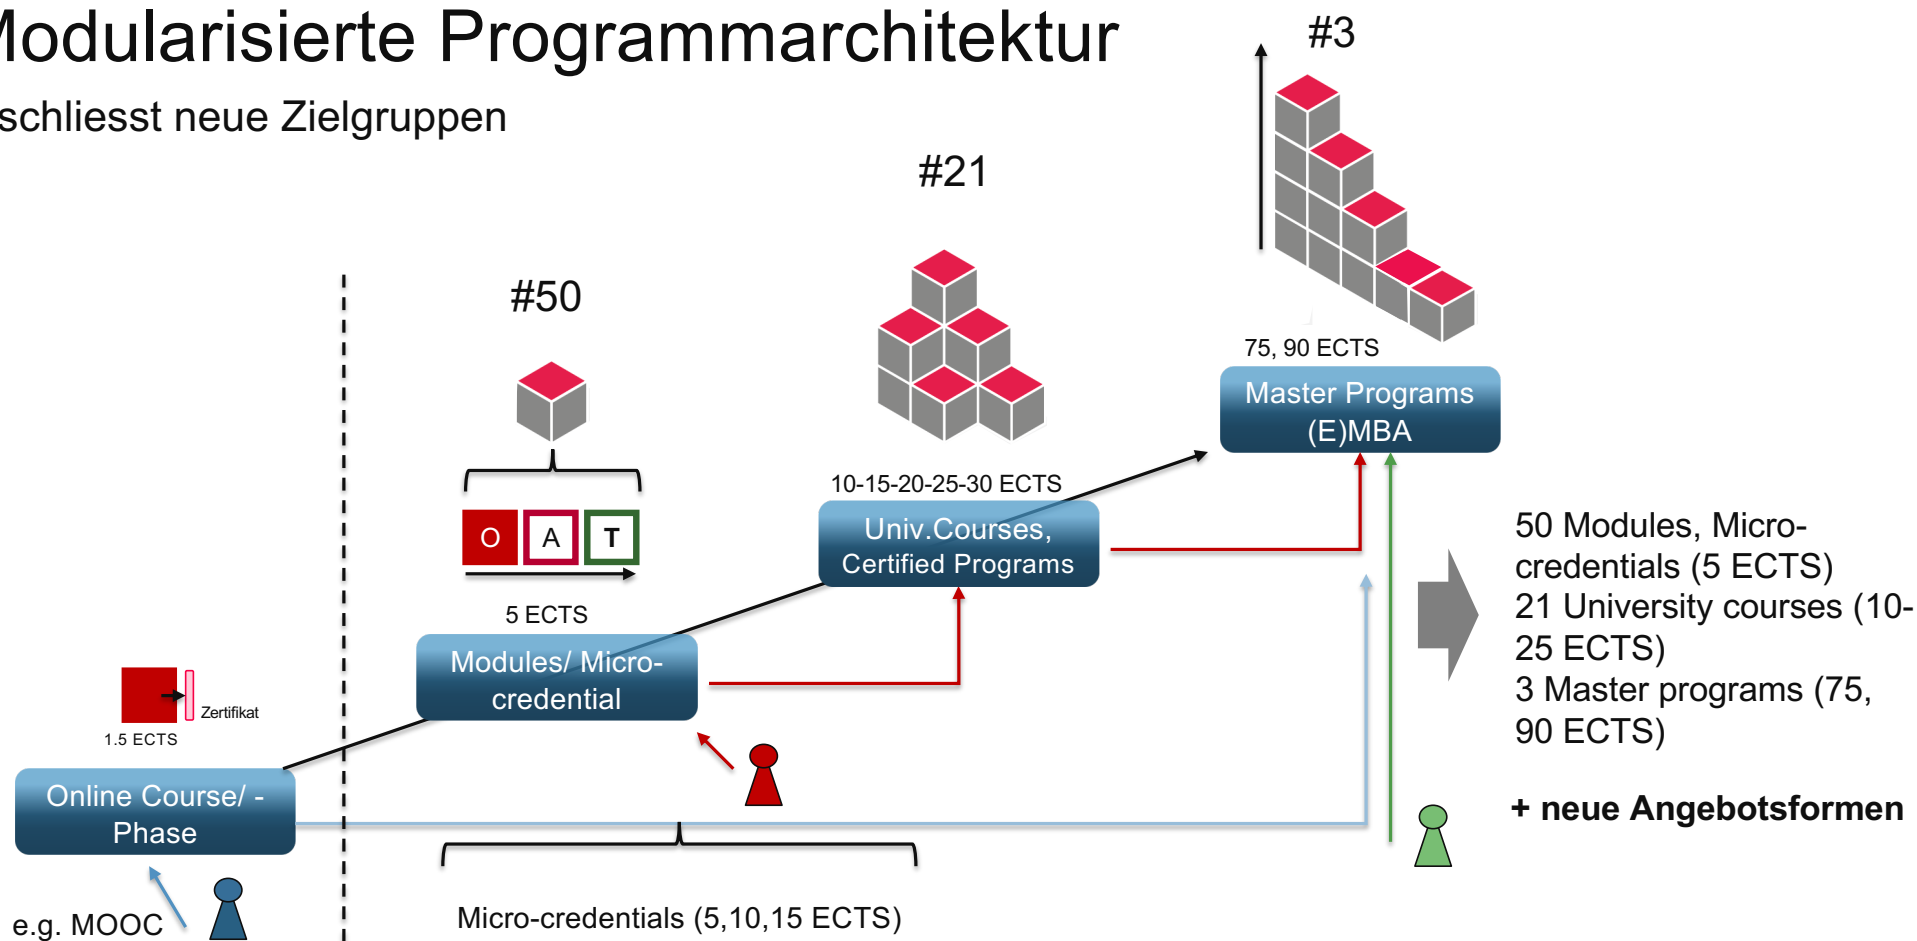 Modularisierte Programmarchitektur
schliesst neue Zielgruppen
#3
#21
#50
75, 90 ECTS
Master Programs
(E)MBA
10-15-20-25-30 ECTS
Univ.Courses,
Certified Programs
O A T
5 ECTS
Modules/ Micro-
credential
Zertifikat
1.5 ECTS
Online Course/ -
Phase
e.g. MOOC
Micro-credentials (5,10,15 ECTS)
50 Modules, Micro-
credentials (5 ECTS)
21 University courses (10-
25 ECTS)
3 Master programs (75,
90 ECTS)
+ neue Angebotsformen